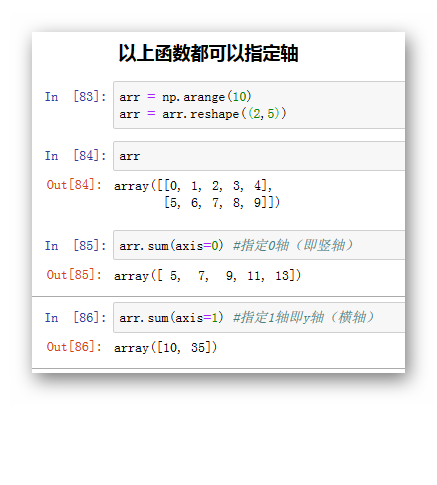 以上函数都可以指定轴
In [83]: arr = np.arange(10)
arr = arr.reshape((2,5))
In [84]: arr
Out[84]: array([[0, 1, 2, 3, 4],
[5, 6, 7, 8, 9]])
In [85]: arr.sum(axis=0) #指定0轴（即竖轴）
Out[85]: array([ 5, 7, 9, 11, 13])
In [86]: arr.sum(axis=1) #指定1轴即y轴（横轴）
Out[86]: array([10, 35])